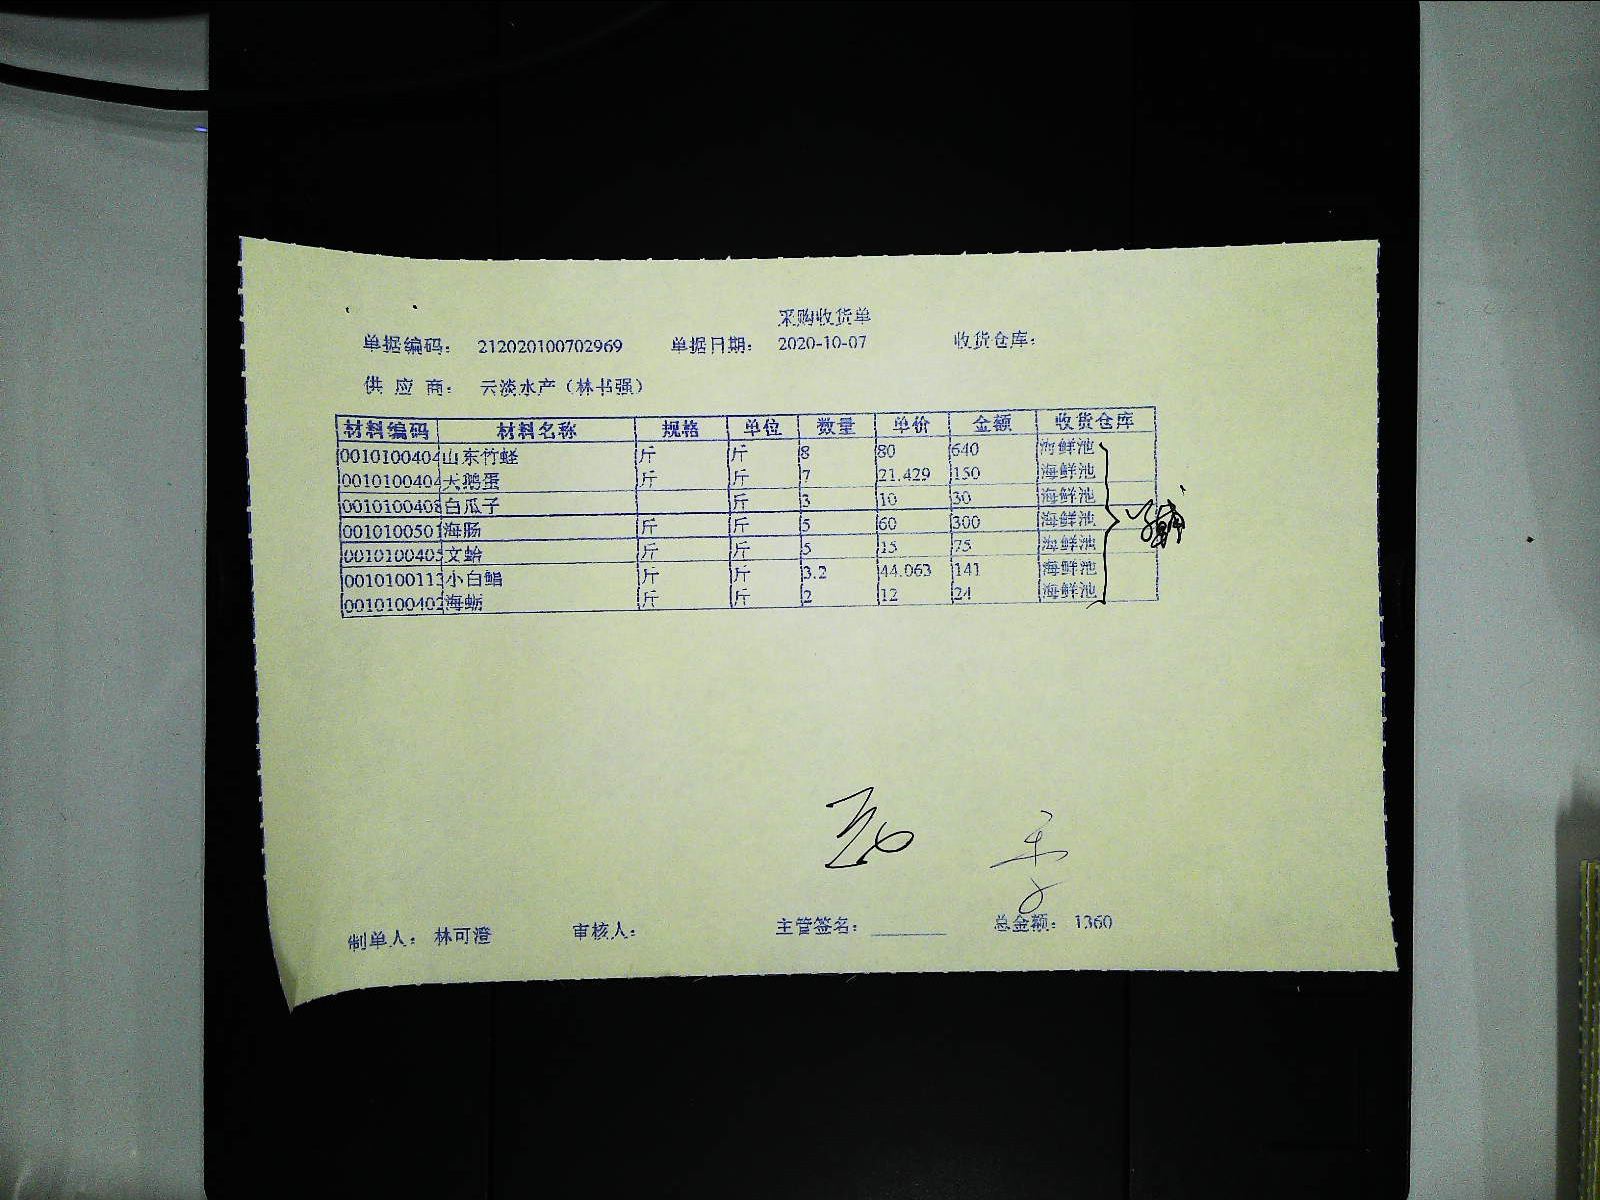 采购收货单
单据编码： 212020100702969 单据日期： 2020-10-07 收货仓库：
供 应 商： 云淡水产（林书强）
材料编码 材料名称 规格 单位 数量 单价 金额 收货仓库
0010100404 山东竹蛏 斤 斤 8 80 640 海鲜池
0010100404 天鹅蛋 斤 斤 7 21.429 150 海鲜池
0010100408 白瓜子 斤 3 10 30 海鲜池
0010100501 海肠 斤 斤 5 60 300 海鲜池
0010100405 文蛤 斤 斤 5 15 75 海鲜池
0010100113 小白鲳 斤 斤 3.2 44.063 141 海鲜池
0010100402 海蛎 斤 斤 2 12 24 海鲜池
制单人： 林可澄 审核人： 主管签名： 总金额： 1360